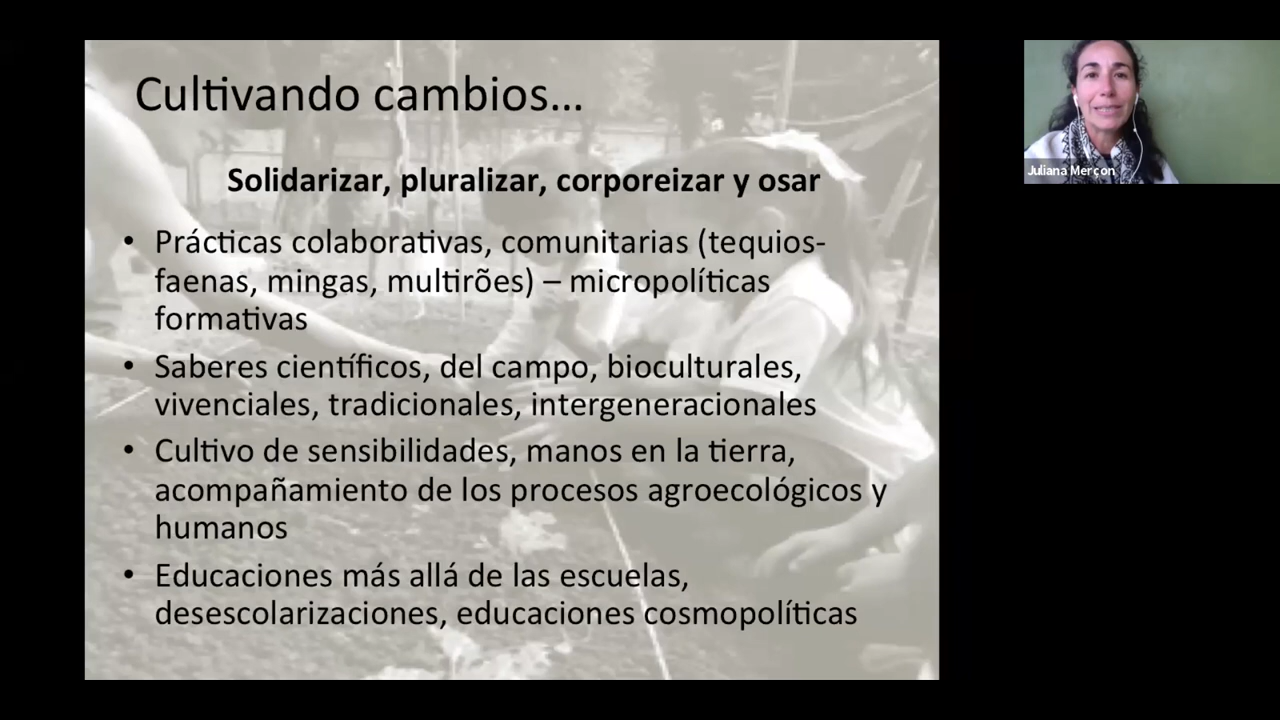 Cultivando cambios...
Solidarizar, pluralizar, corporeizar y osar
• Prácticas colaborativas, comunitarias (tequios-
faenas, mingas, multirões) – micropolíticas
formativas
• Saberes científicos, del campo, bioculturales,
vivenciales, tradicionales, intergeneracionales
• Cultivo de sensibilidades, manos en la tierra,
acompañamiento de los procesos agroecológicos y
humanos
• Educaciones más allá de las escuelas,
desescolarizaciones, educaciones cosmopolíticas
Juliana Merçon